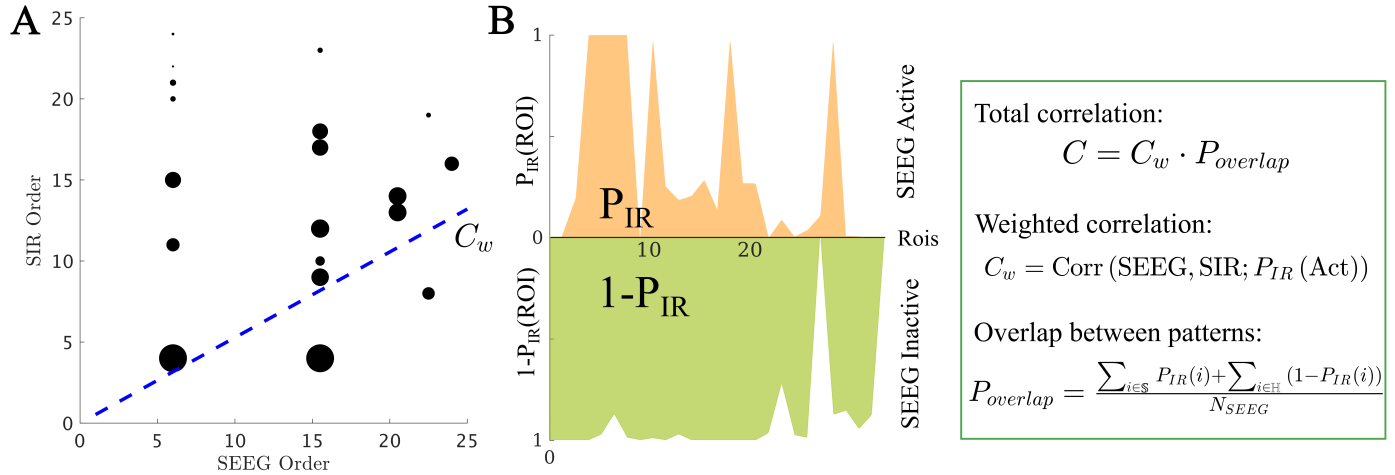 A
25
20
15
10
5
0
0
5
10
15
20
25
SIR Order
SEEG Order
C_w
B
1
0
1
P_IR(ROI)
1-P_IR(ROI)
P_IR
1-P_IR
10
20
0
Rois
SEEG Active
SEEG Inactive
Total correlation:
C = C_w · P_overlap
Weighted correlation:
C_w = Corr (SEEG, SIR; P_IR (Act))
Overlap between patterns:
P_overlap = ∑_{i∈𝕊} P_IR(i)+∑_{i∈ℍ} (1−P_IR(i)) / N_SEEG